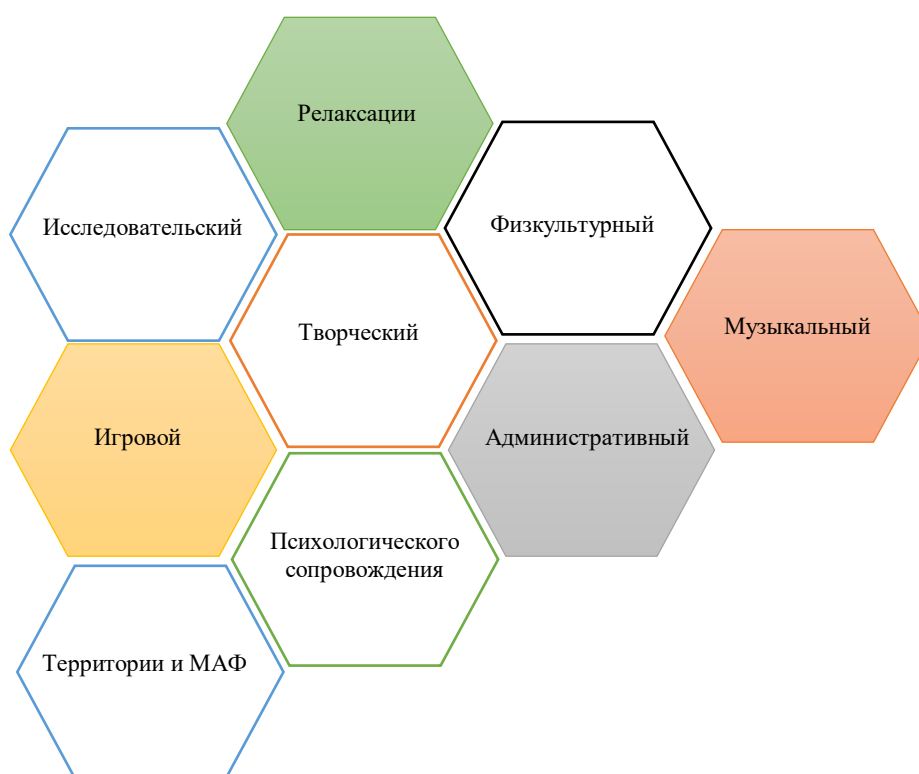 Релаксации
Исследовательский
Физкультурный
Музыкальный
Творческий
Игровой
Административный
Психологического
сопровождения
Территории и МАФ